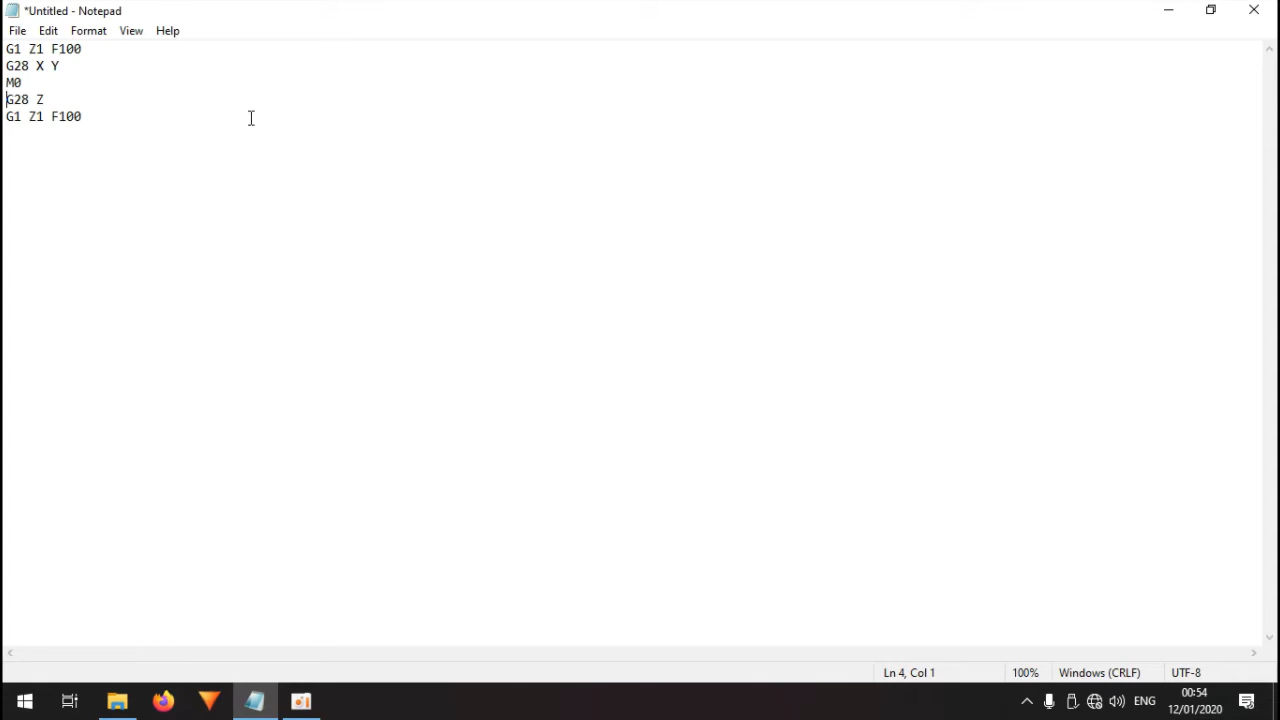 *Untitled - Notepad
File Edit Format View Help
G1 Z1 F100
G28 X Y
M0
G28 Z
G1 Z1 F100
Ln 4, Col 1 100% Windows (CRLF) UTF-8
ENG 00:54
12/01/2020